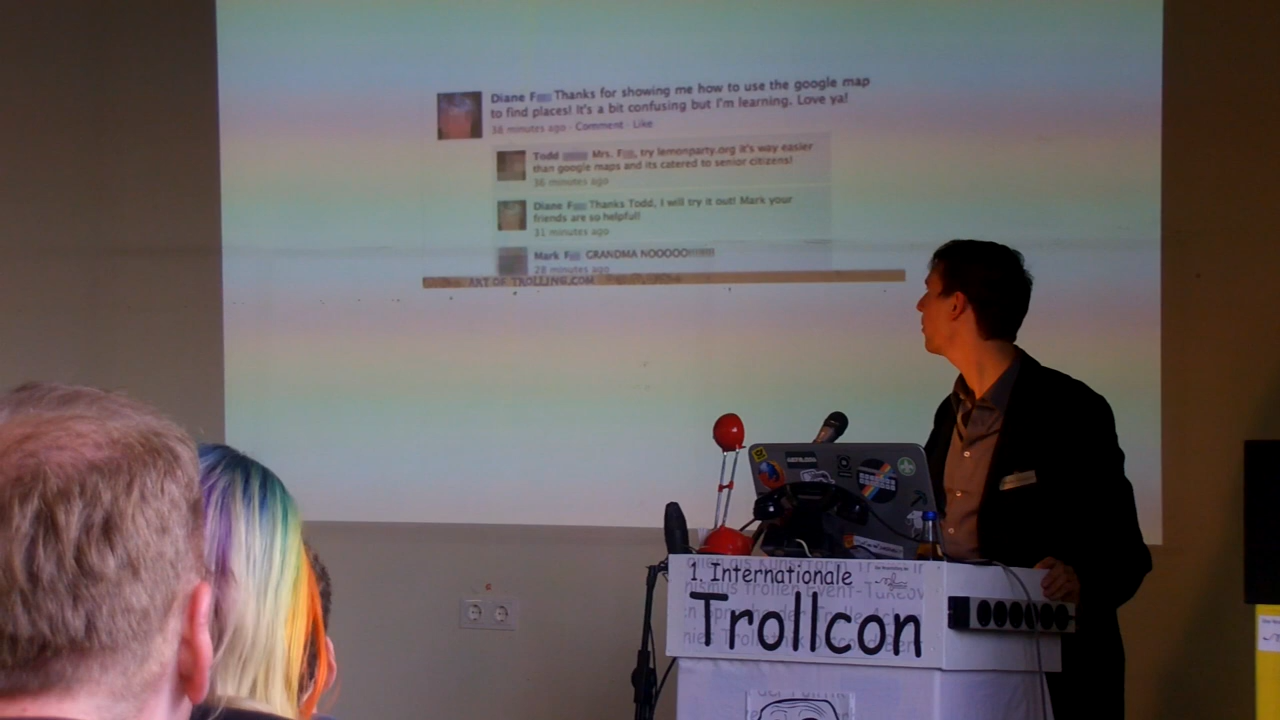 Diane F Thanks for showing me how to use the google map
to find places! It's a bit confusing but I'm learning. Love ya!
38 minutes ago · Comment · Like
Todd Mrs. F, try lemonparty.org it's way easier
than google maps and its catered to senior citizens!
36 minutes ago
Diane F Thanks Todd, I will try it out! Mark your
friends are so helpful!
31 minutes ago
Mark F GRANDMA NOOOOO!!!!!!!
28 minutes ago
ART OF TROLLING.COM
1. Internationale
Trollcon